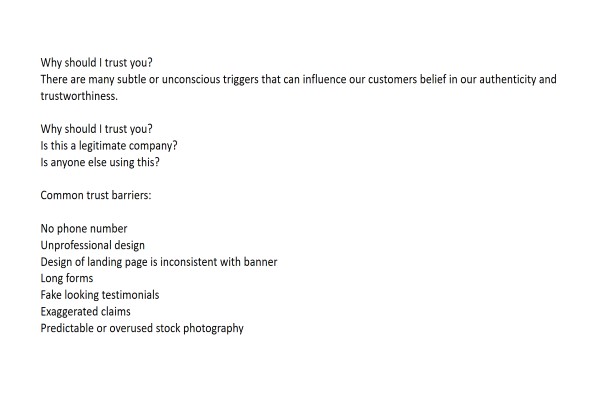 Why should I trust you?
There are many subtle or unconscious triggers that can influence our customers belief in our authenticity and
trustworthiness.
Why should I trust you?
Is this a legitimate company?
Is anyone else using this?
Common trust barriers:
No phone number
Unprofessional design
Design of landing page is inconsistent with banner
Long forms
Fake looking testimonials
Exaggerated claims
Predictable or overused stock photography